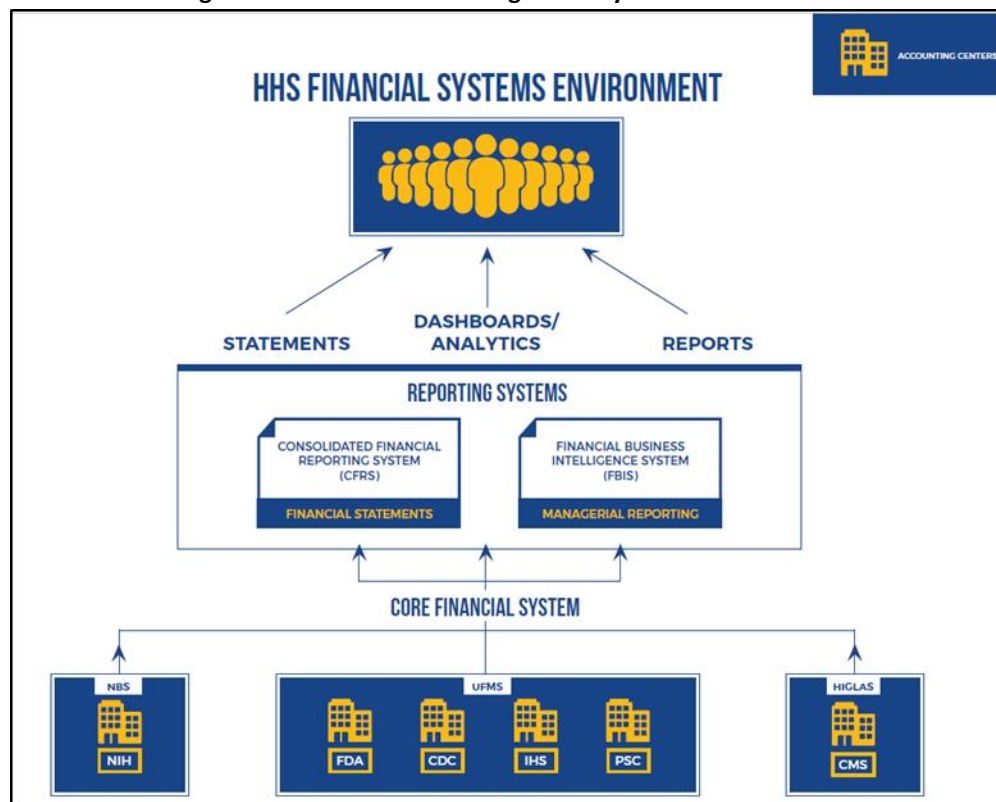 ACCOUNTING CENTERS
HHS FINANCIAL SYSTEMS ENVIRONMENT
STATEMENTS
DASHBOARDS/
ANALYTICS
REPORTS
REPORTING SYSTEMS
CONSOLIDATED FINANCIAL
REPORTING SYSTEM
(CFRS)
FINANCIAL STATEMENTS
FINANCIAL BUSINESS
INTELLIGENCE SYSTEM
(FBIS)
MANAGERIAL REPORTING
CORE FINANCIAL SYSTEM
NBS
NIH
UFMS
FDA
CDC
IHS
PSC
HIGLAS
CMS